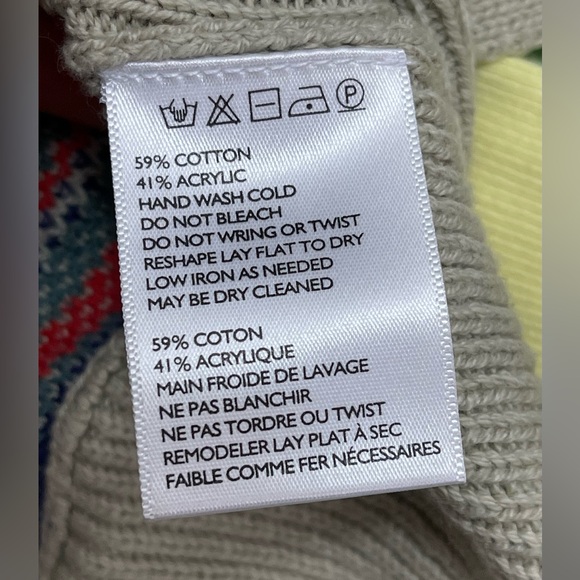 P
59% COTTON
41% ACRYLIC
HAND WASH COLD
DO NOT BLEACH
DO NOT WRING OR TWIST
RESHAPE LAY FLAT TO DRY
LOW IRON AS NEEDED
MAY BE DRY CLEANED
59% COTON
41% ACRYLIQUE
MAIN FROIDE DE LAVAGE
NE PAS BLANCHIR
NE PAS TORDRE OU TWIST
REMODELER LAY PLAT À SEC
FAIBLE COMME FER NÉCESSAIRES